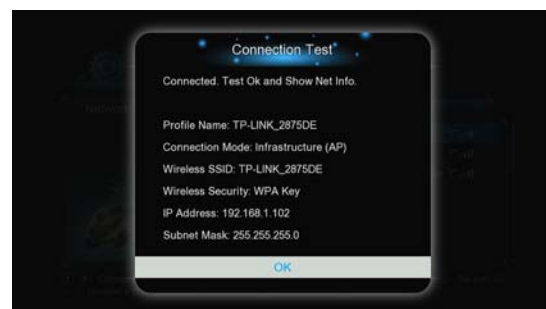 Connection Test
Connected. Test Ok and Show Net Info.
Profile Name: TP-LINK_2875DE
Connection Mode: Infrastructure (AP)
Wireless SSID: TP-LINK_2875DE
Wireless Security: WPA Key
IP Address: 192.168.1.102
Subnet Mask: 255.255.255.0
OK